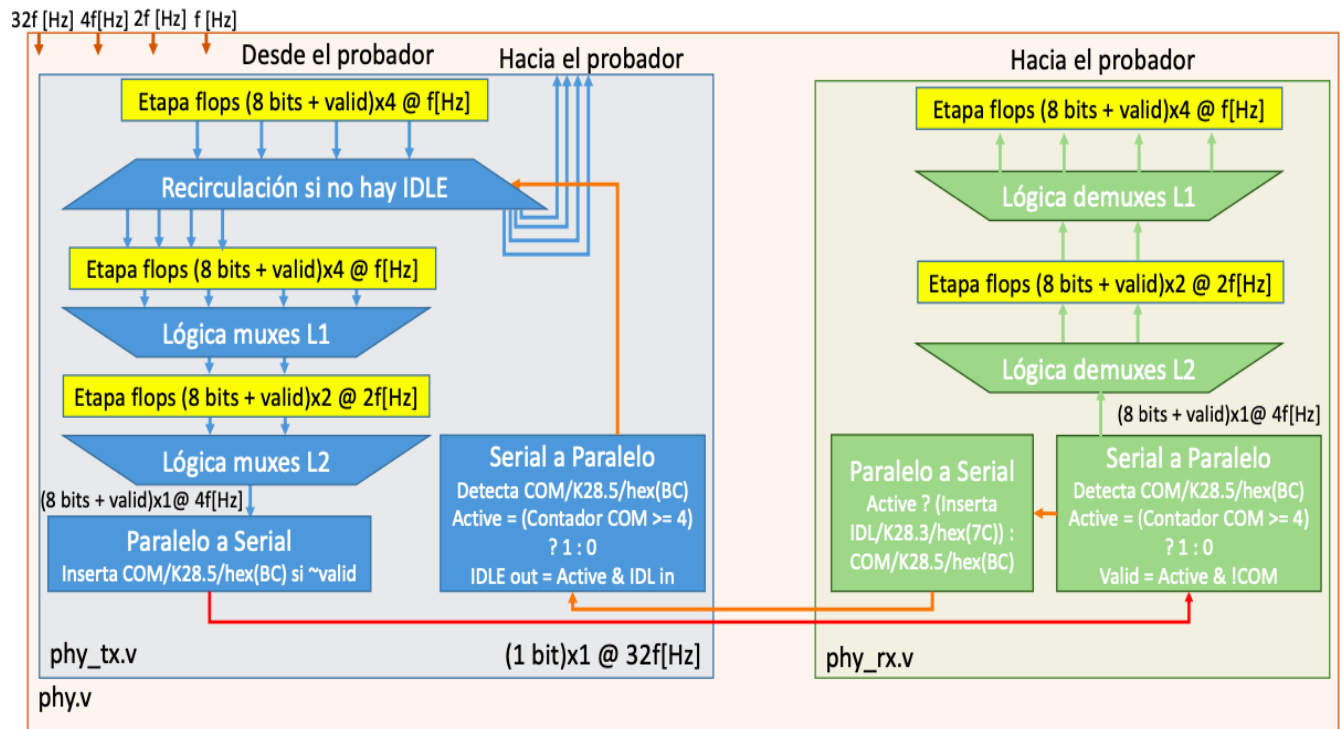 32f [Hz] 4f[Hz] 2f [Hz] f [Hz]
Desde el probador
Hacia el probador
Etapa flops (8 bits + valid)x4 @ f[Hz]
Recirculación si no hay IDLE
Etapa flops (8 bits + valid)x4 @ f[Hz]
Lógica muxes L1
Etapa flops (8 bits + valid)x2 @ 2f[Hz]
Lógica muxes L2
(8 bits + valid)x1@ 4f[Hz]
Paralelo a Serial
Inserta COM/K28.5/hex(BC) si ~valid
Serial a Paralelo
Detecta COM/K28.5/hex(BC)
Active = (Contador COM >= 4)
? 1 : 0
IDLE out = Active & IDL in
phy_tx.v
(1 bit)x1 @ 32f[Hz]
phy.v
Hacia el probador
Etapa flops (8 bits + valid)x4 @ f[Hz]
Lógica demuxes L1
Etapa flops (8 bits + valid)x2 @ 2f[Hz]
Lógica demuxes L2
(8 bits + valid)x1@ 4f[Hz]
Paralelo a Serial
Active ? (Inserta
IDL/K28.3/hex(7C)) :
COM/K28.5/hex(BC)
Serial a Paralelo
Detecta COM/K28.5/hex(BC)
Active = (Contador COM >= 4)
? 1 : 0
Valid = Active & !COM
phy_rx.v